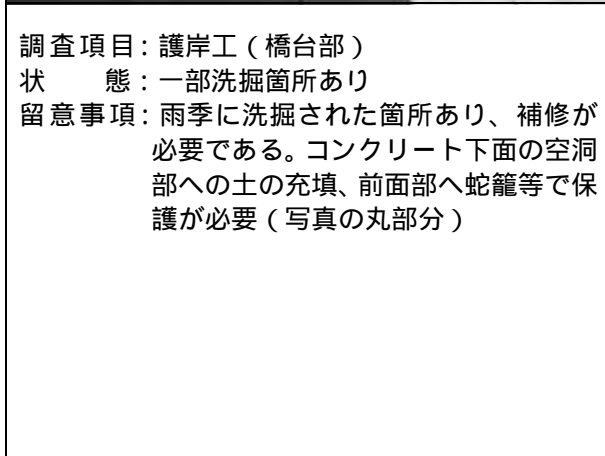 調査項目：護岸工（橋台部）
状　　態：一部洗掘箇所あり
留意事項：雨季に洗掘された箇所あり、補修が
必要である。コンクリート下面の空洞
部への土の充填、前面部へ蛇籠等で保
護が必要（写真の丸部分）